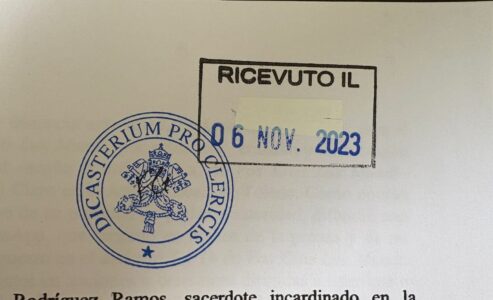 RICEVUTO IL
06 NOV. 2023
DICASTERIUM PRO CLERICIS
Rodríguez Ramos, sacerdote incardinado en la